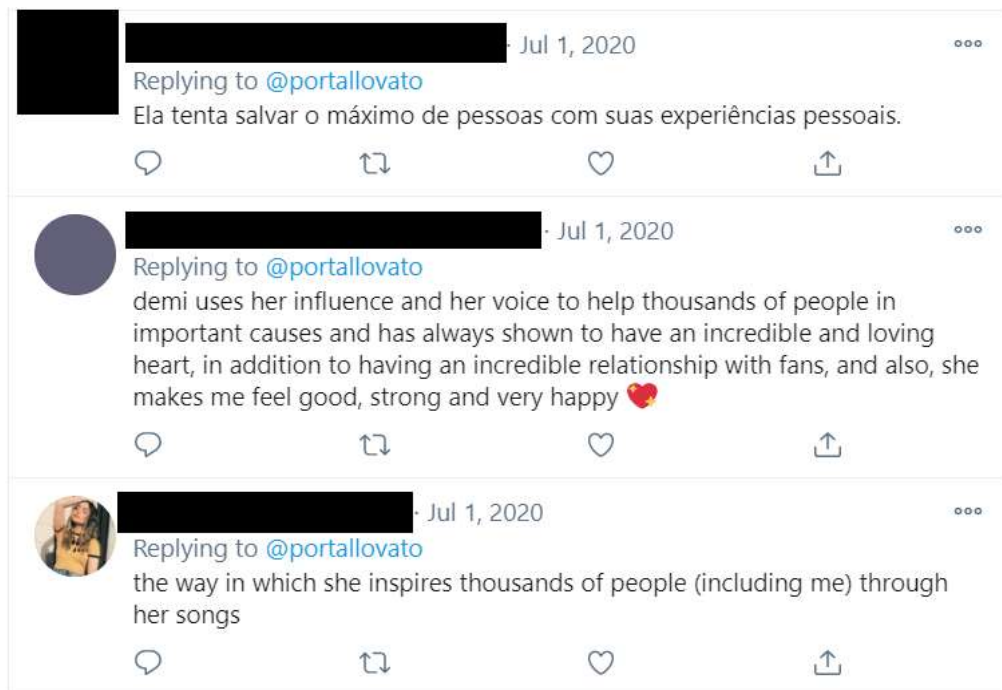 · Jul 1, 2020
Replying to @portallovato
Ela tenta salvar o máximo de pessoas com suas experiências pessoais.
· Jul 1, 2020
Replying to @portallovato
demi uses her influence and her voice to help thousands of people in
important causes and has always shown to have an incredible and loving
heart, in addition to having an incredible relationship with fans, and also, she
makes me feel good, strong and very happy 💖
· Jul 1, 2020
Replying to @portallovato
the way in which she inspires thousands of people (including me) through
her songs